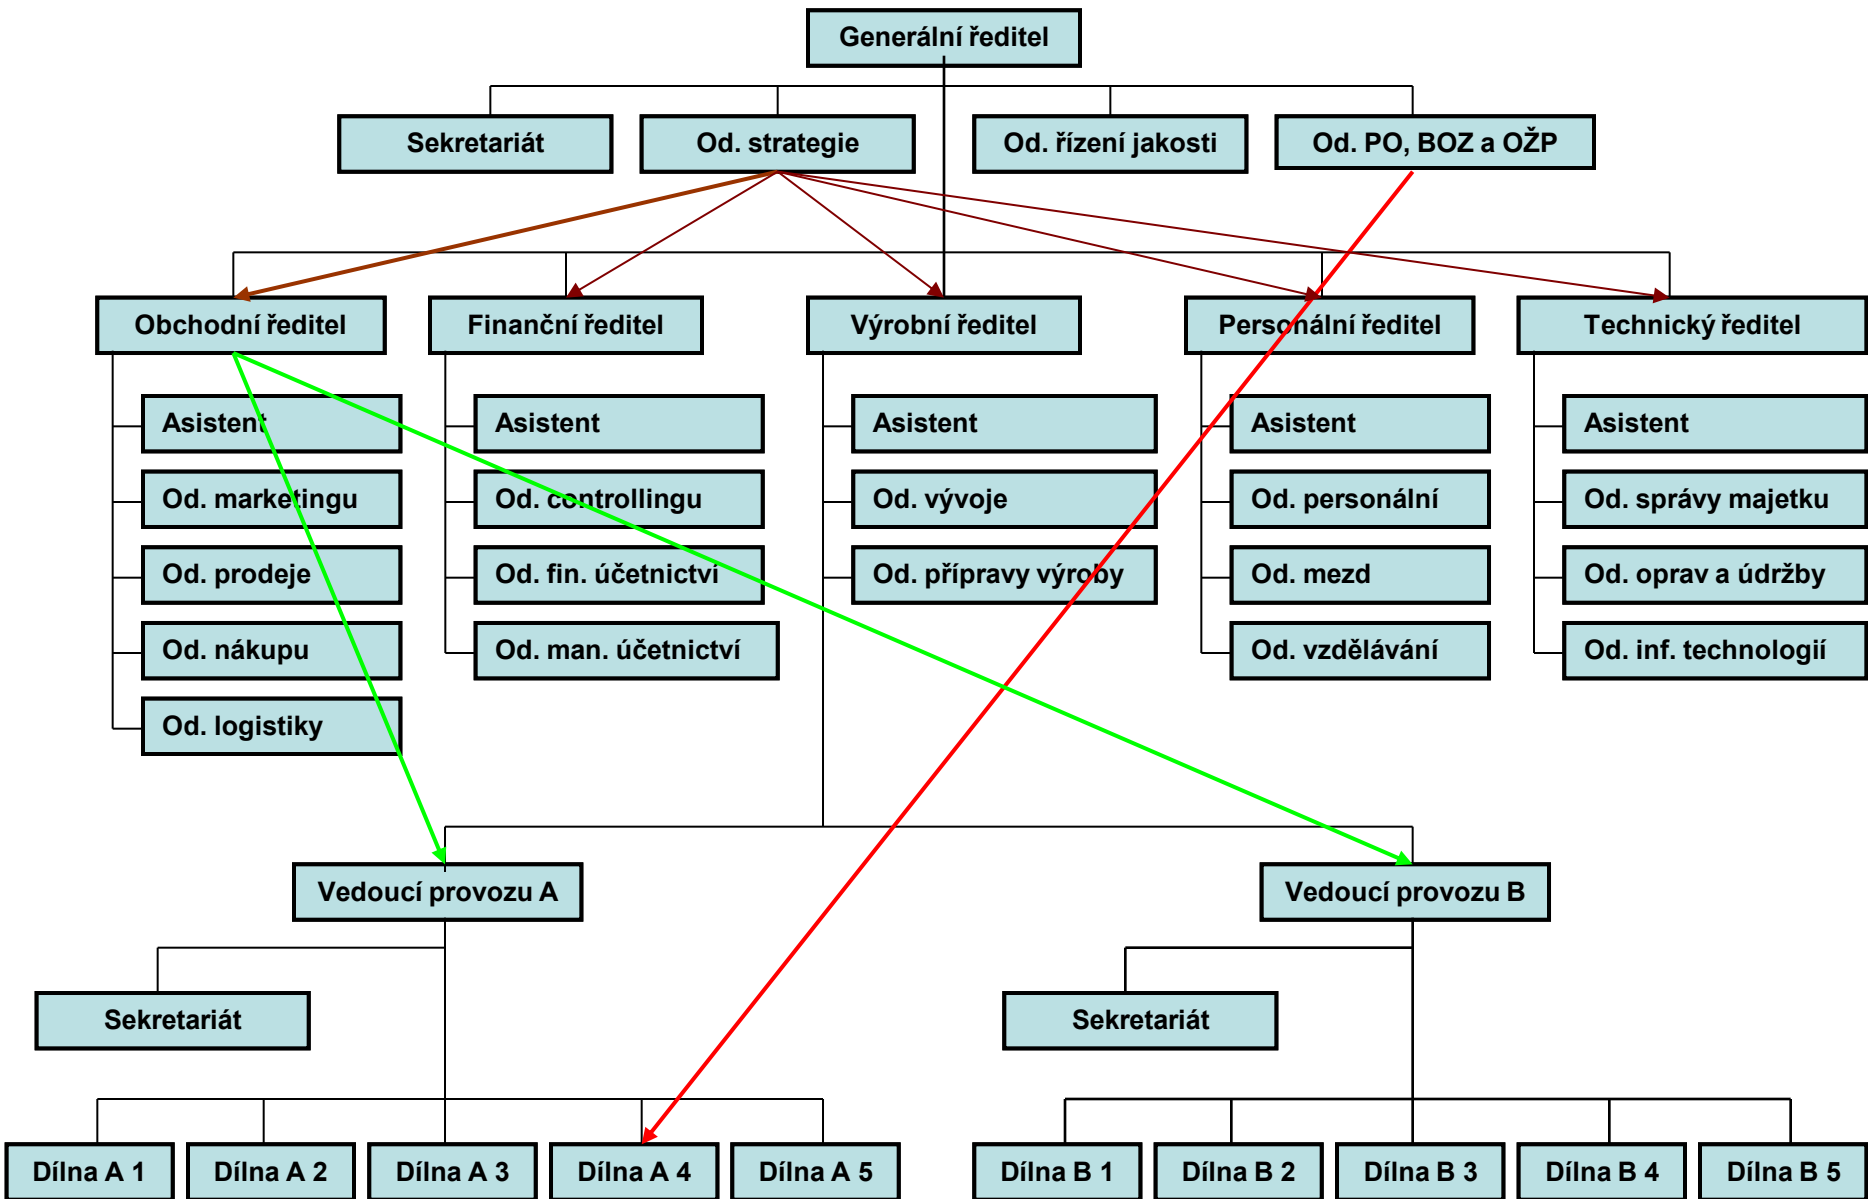 Generální ředitel
Sekretariát
Od. strategie
Od. řízení jakosti
Od. PO, BOZ a OŽP
Obchodní ředitel
Finanční ředitel
Výrobní ředitel
Personální ředitel
Technický ředitel
Asistent
Asistent
Asistent
Asistent
Asistent
Od. marketingu
Od. controllingu
Od. vývoje
Od. personální
Od. správy majetku
Od. prodeje
Od. fin. účetnictví
Od. přípravy výroby
Od. mezd
Od. oprav a údržby
Od. nákupu
Od. man. účetnictví
Od. vzdělávání
Od. inf. technologií
Od. logistiky
Vedoucí provozu A
Vedoucí provozu B
Sekretariát
Sekretariát
Dílna A 1
Dílna A 2
Dílna A 3
Dílna A 4
Dílna A 5
Dílna B 1
Dílna B 2
Dílna B 3
Dílna B 4
Dílna B 5